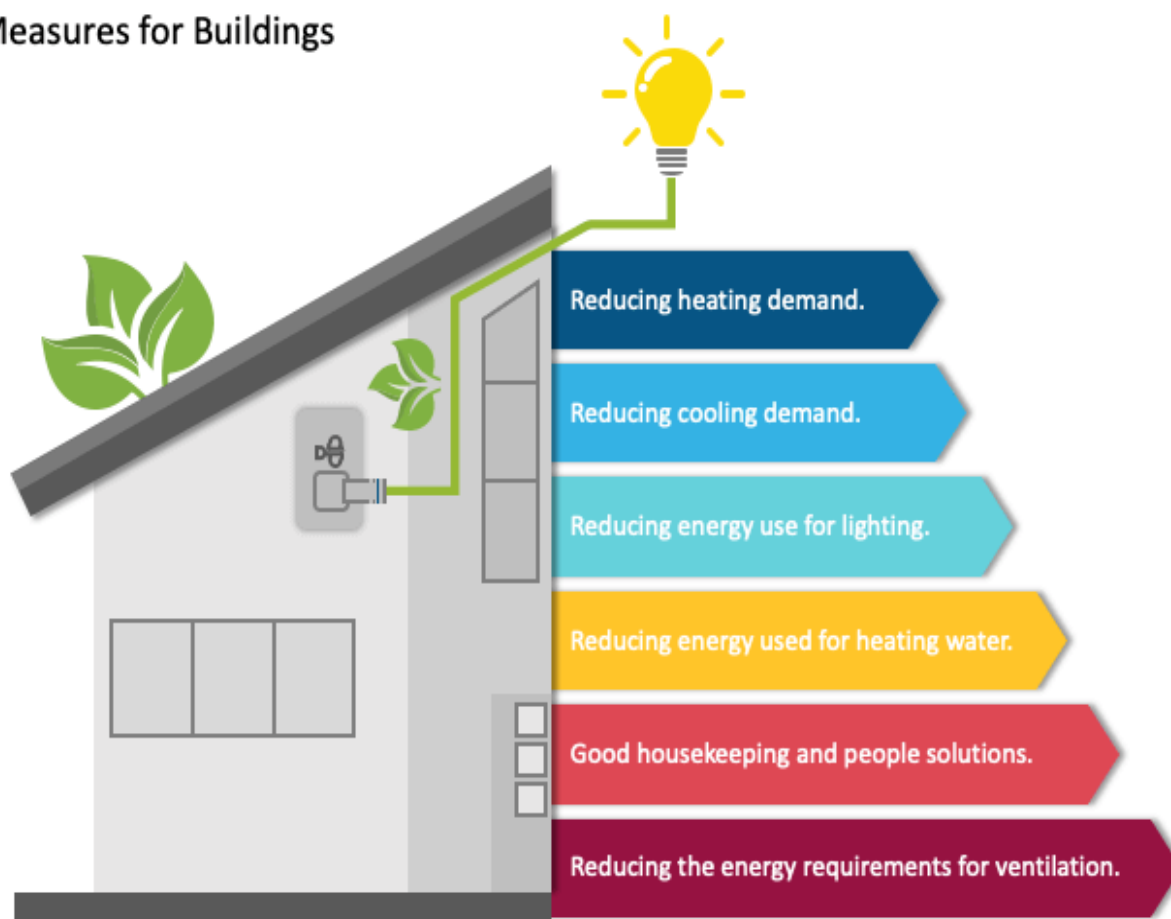 Measures for Buildings
Reducing heating demand.
Reducing cooling demand.
Reducing energy use for lighting.
Reducing energy used for heating water.
Good housekeeping and people solutions.
Reducing the energy requirements for ventilation.